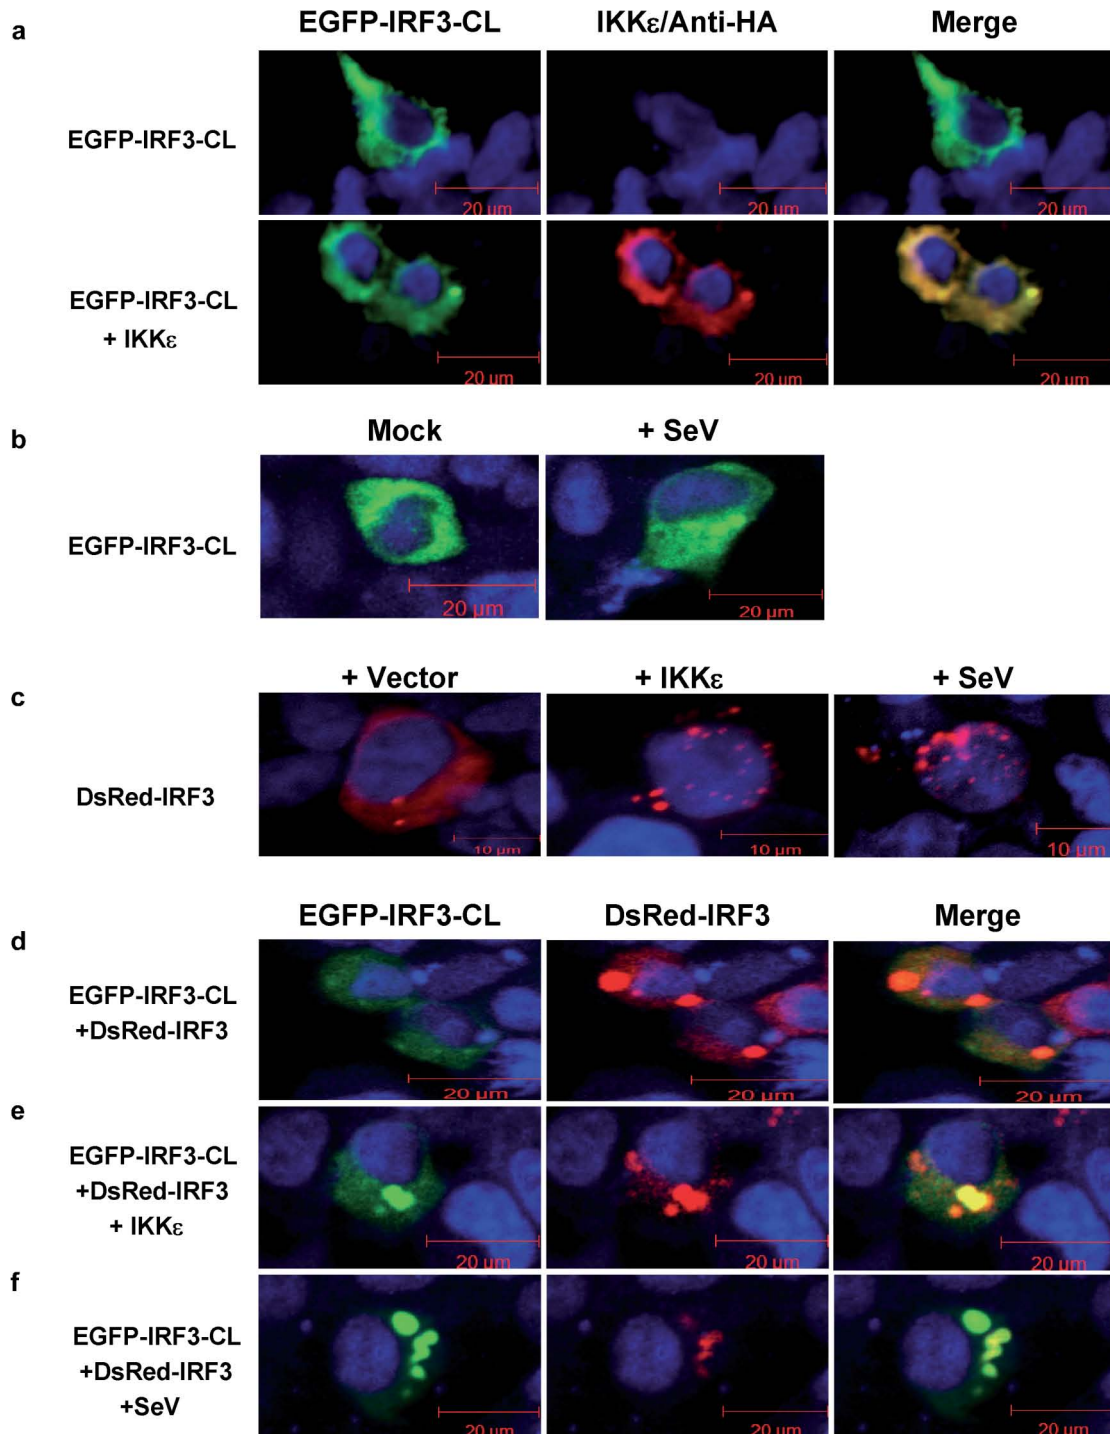 a
EGFP-IRF3-CL IKKε/Anti-HA Merge
EGFP-IRF3-CL
20 µm 20 µm 20 µm
EGFP-IRF3-CL
+ IKKε
20 µm 20 µm 20 µm
b
Mock + SeV
EGFP-IRF3-CL
20 µm 20 µm
c
+ Vector + IKKε + SeV
DsRed-IRF3
10 µm 10 µm 10 µm
EGFP-IRF3-CL DsRed-IRF3 Merge
d
EGFP-IRF3-CL
+DsRed-IRF3
20 µm 20 µm 20 µm
e
EGFP-IRF3-CL
+DsRed-IRF3
+ IKKε
20 µm 20 µm 20 µm
f
EGFP-IRF3-CL
+DsRed-IRF3
+SeV
20 µm 20 µm 20 µm